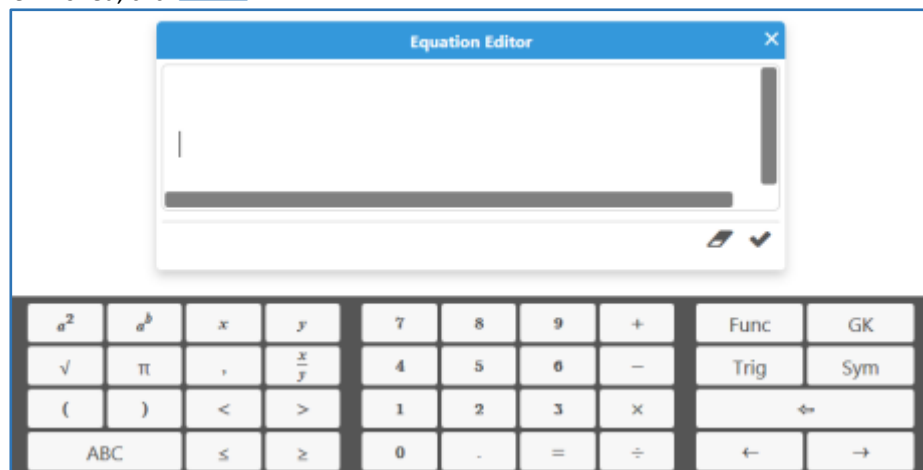 Equation Editor ×
a² aᵇ x y 7 8 9 + Func GK
√ π , x/y 4 5 6 − Trig Sym
( ) < > 1 2 3 × ⇦
ABC ≤ ≥ 0 . = ÷ ← →